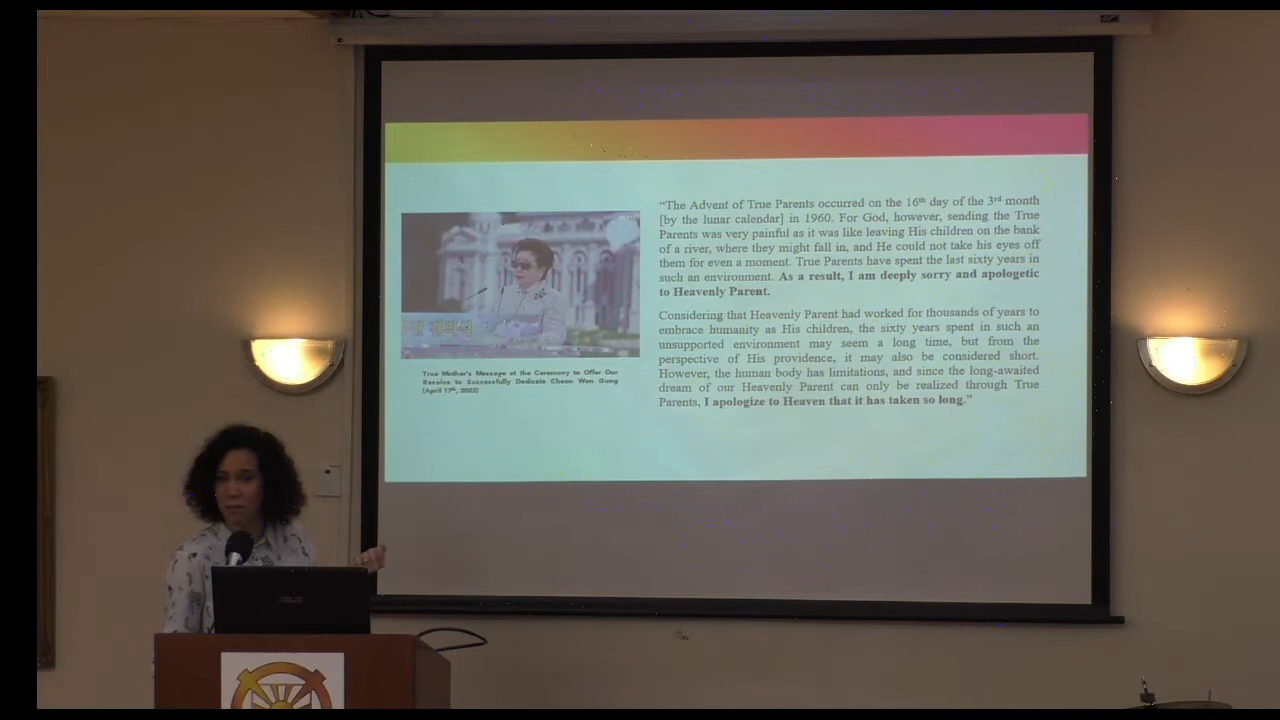 “The Advent of True Parents occurred on the 16th day of the 3rd month
[by the lunar calendar] in 1960. For God, however, sending the True
Parents was very painful as it was like leaving His children on the bank
of a river, where they might fall in, and He could not take his eyes off
them for even a moment. True Parents have spent the last sixty years in
such an environment. As a result, I am deeply sorry and apologetic
to Heavenly Parent.
Considering that Heavenly Parent had worked for thousands of years to
embrace humanity as His children, the sixty years spent in such an
unsupported environment may seem a long time, but from the
perspective of His providence, it may also be considered short.
However, the human body has limitations, and since the long-awaited
dream of our Heavenly Parent can only be realized through True
Parents, I apologize to Heaven that it has taken so long.”
True Mother's Message at the Ceremony to Offer Our
Resolve to Successfully Dedicate Cheon Won Gung
(April 17th, 2022)
ASUS